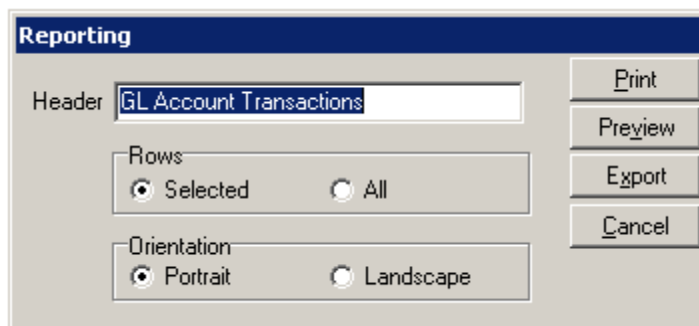 Reporting
Header GL Account Transactions
Rows
Selected All
Orientation
Portrait Landscape
Print
Preview
Export
Cancel